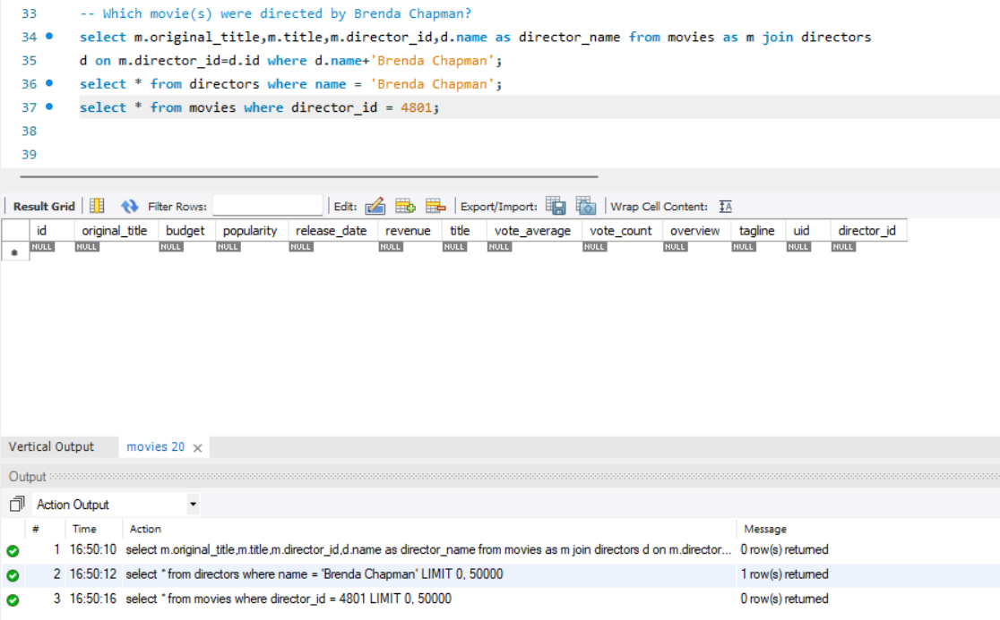 33 -- Which movie(s) were directed by Brenda Chapman?
34 select m.original_title,m.title,m.director_id,d.name as director_name from movies as m join directors
35 d on m.director_id=d.id where d.name+'Brenda Chapman';
36 select * from directors where name = 'Brenda Chapman';
37 select * from movies where director_id = 4801;
38
39
Result Grid Filter Rows: Edit: Export/Import: Wrap Cell Content: IA
id original_title budget popularity release_date revenue title vote_average vote_count overview tagline uid director_id
NULL NULL NULL NULL NULL NULL NULL NULL NULL NULL NULL NULL NULL
Vertical Output movies 20
Output
Action Output
# Time Action Message
1 16:50:10 select m.original_title,m.title,m.director_id,d.name as director_name from movies as m join directors d on m.director... 0 row(s) returned
2 16:50:12 select * from directors where name = 'Brenda Chapman' LIMIT 0, 50000 1 row(s) returned
3 16:50:16 select * from movies where director_id = 4801 LIMIT 0, 50000 0 row(s) returned